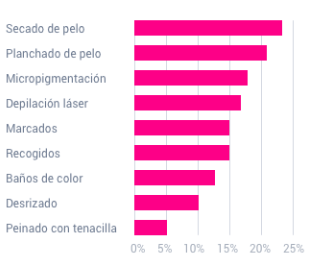 Secado de pelo
Planchado de pelo
Micropigmentación
Depilación láser
Marcados
Recogidos
Baños de color
Desrizado
Peinado con tenacilla
0% 5% 10% 15% 20% 25%